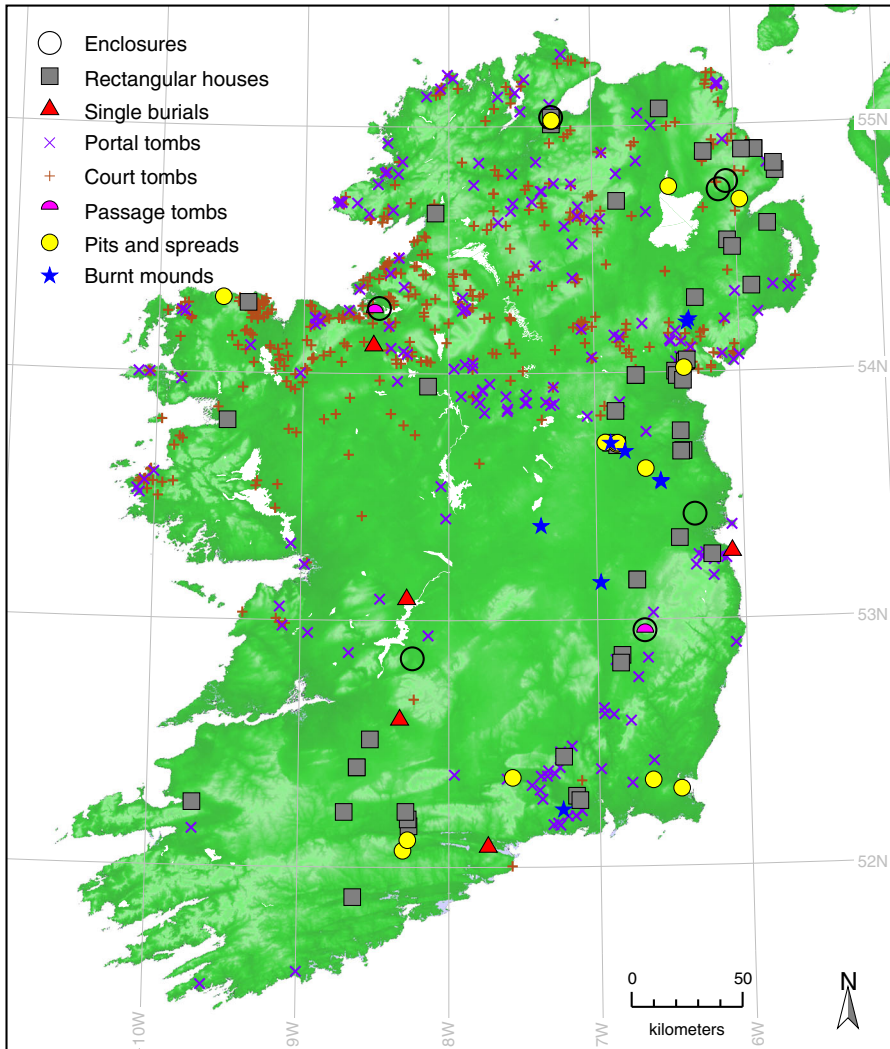 Enclosures
Rectangular houses
Single burials
Portal tombs
Court tombs
Passage tombs
Pits and spreads
Burnt mounds
55N
54N
53N
52N
10W
9W
8W
7W
6W
0 50
kilometers
N